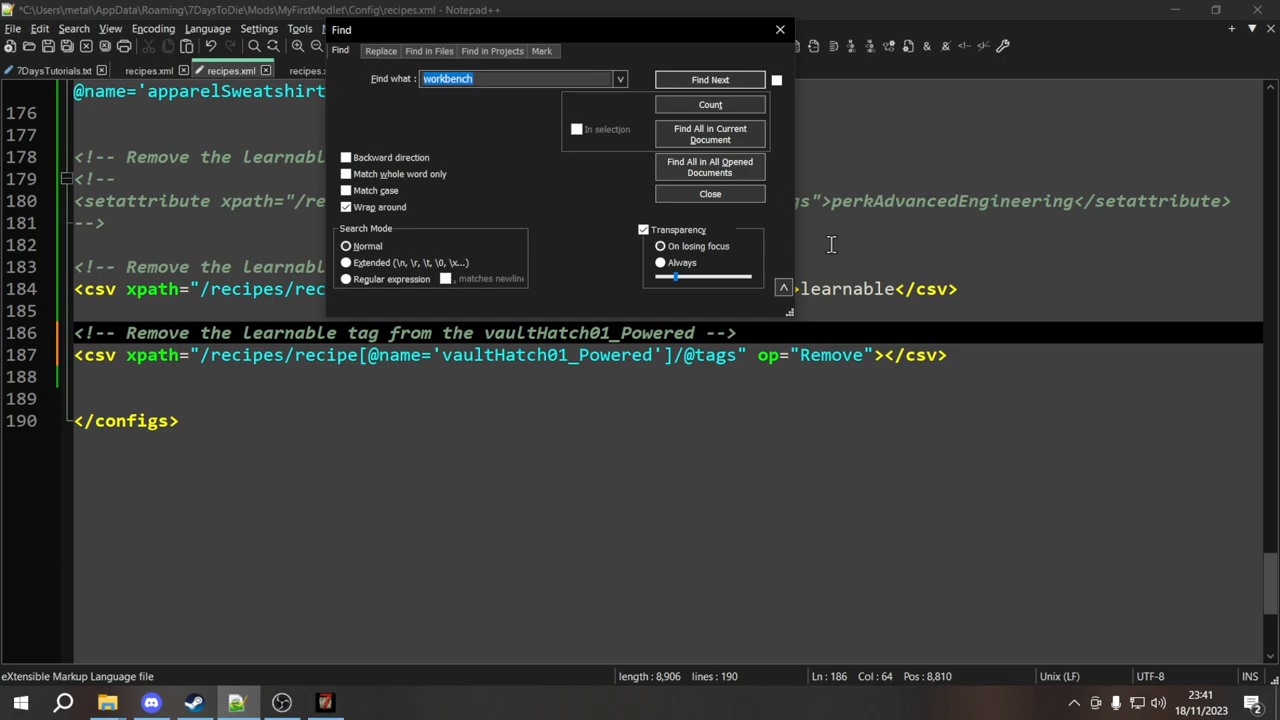 *C:\Users\metal\AppData\Roaming\7DaysToDie\Mods\MyFirstModlet\Config\recipes.xml - Notepad++
File Edit Search View Encoding Language Settings Tools
7DaysTutorials.txt recipes.xml recipes.xml recipes.
Find
Find Replace Find in Files Find in Projects Mark
Find what : workbench
Find Next
Count
In selection
Find All in Current Document
Find All in All Opened Documents
Close
Backward direction
Match whole word only
Match case
Wrap around
Search Mode
Normal
Extended (\n, \r, \t, \0, \x...)
Regular expression
. matches newline
Transparency
On losing focus
Always
@name='apparelSweatshirt
176
177
178 <!-- Remove the learnable
179 <!--
180 <setattribute xpath="/re gs">perkAdvancedEngineering</setattribute>
181 -->
182
183 <!-- Remove the learnable
184 <csv xpath="/recipes/rec >learnable</csv>
185
186 <!-- Remove the learnable tag from the vaultHatch01_Powered -->
187 <csv xpath="/recipes/recipe[@name='vaultHatch01_Powered']/@tags" op="Remove"></csv>
188
189
190 </configs>
eXtensible Markup Language file length : 8,906 lines : 190 Ln : 186 Col : 64 Pos : 8,810 Unix (LF) UTF-8 INS
23:41
18/11/2023
2